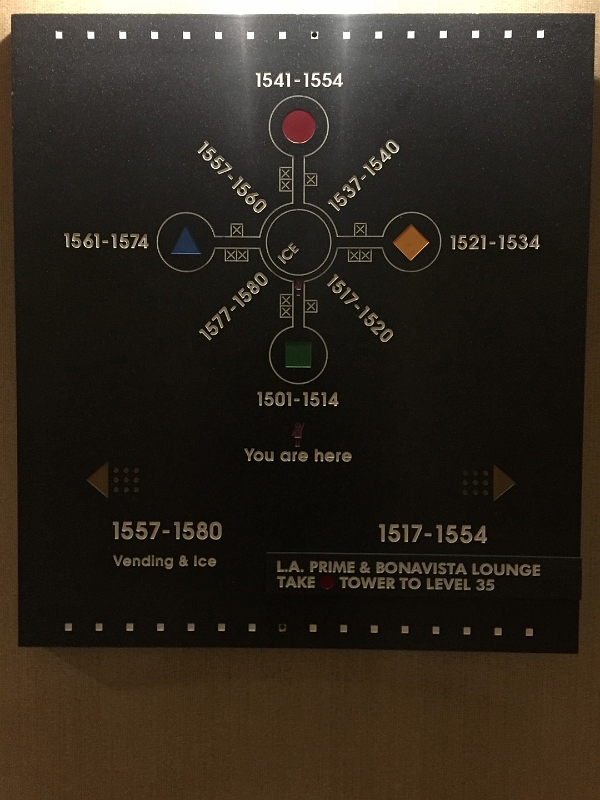 1541-1554
1557-1560
1537-1540
1561-1574
ICE
1521-1534
1577-1580
1517-1520
1501-1514
You are here
1557-1580
1517-1554
Vending & Ice
L.A. PRIME & BONAVISTA LOUNGE
TAKE TOWER TO LEVEL 35